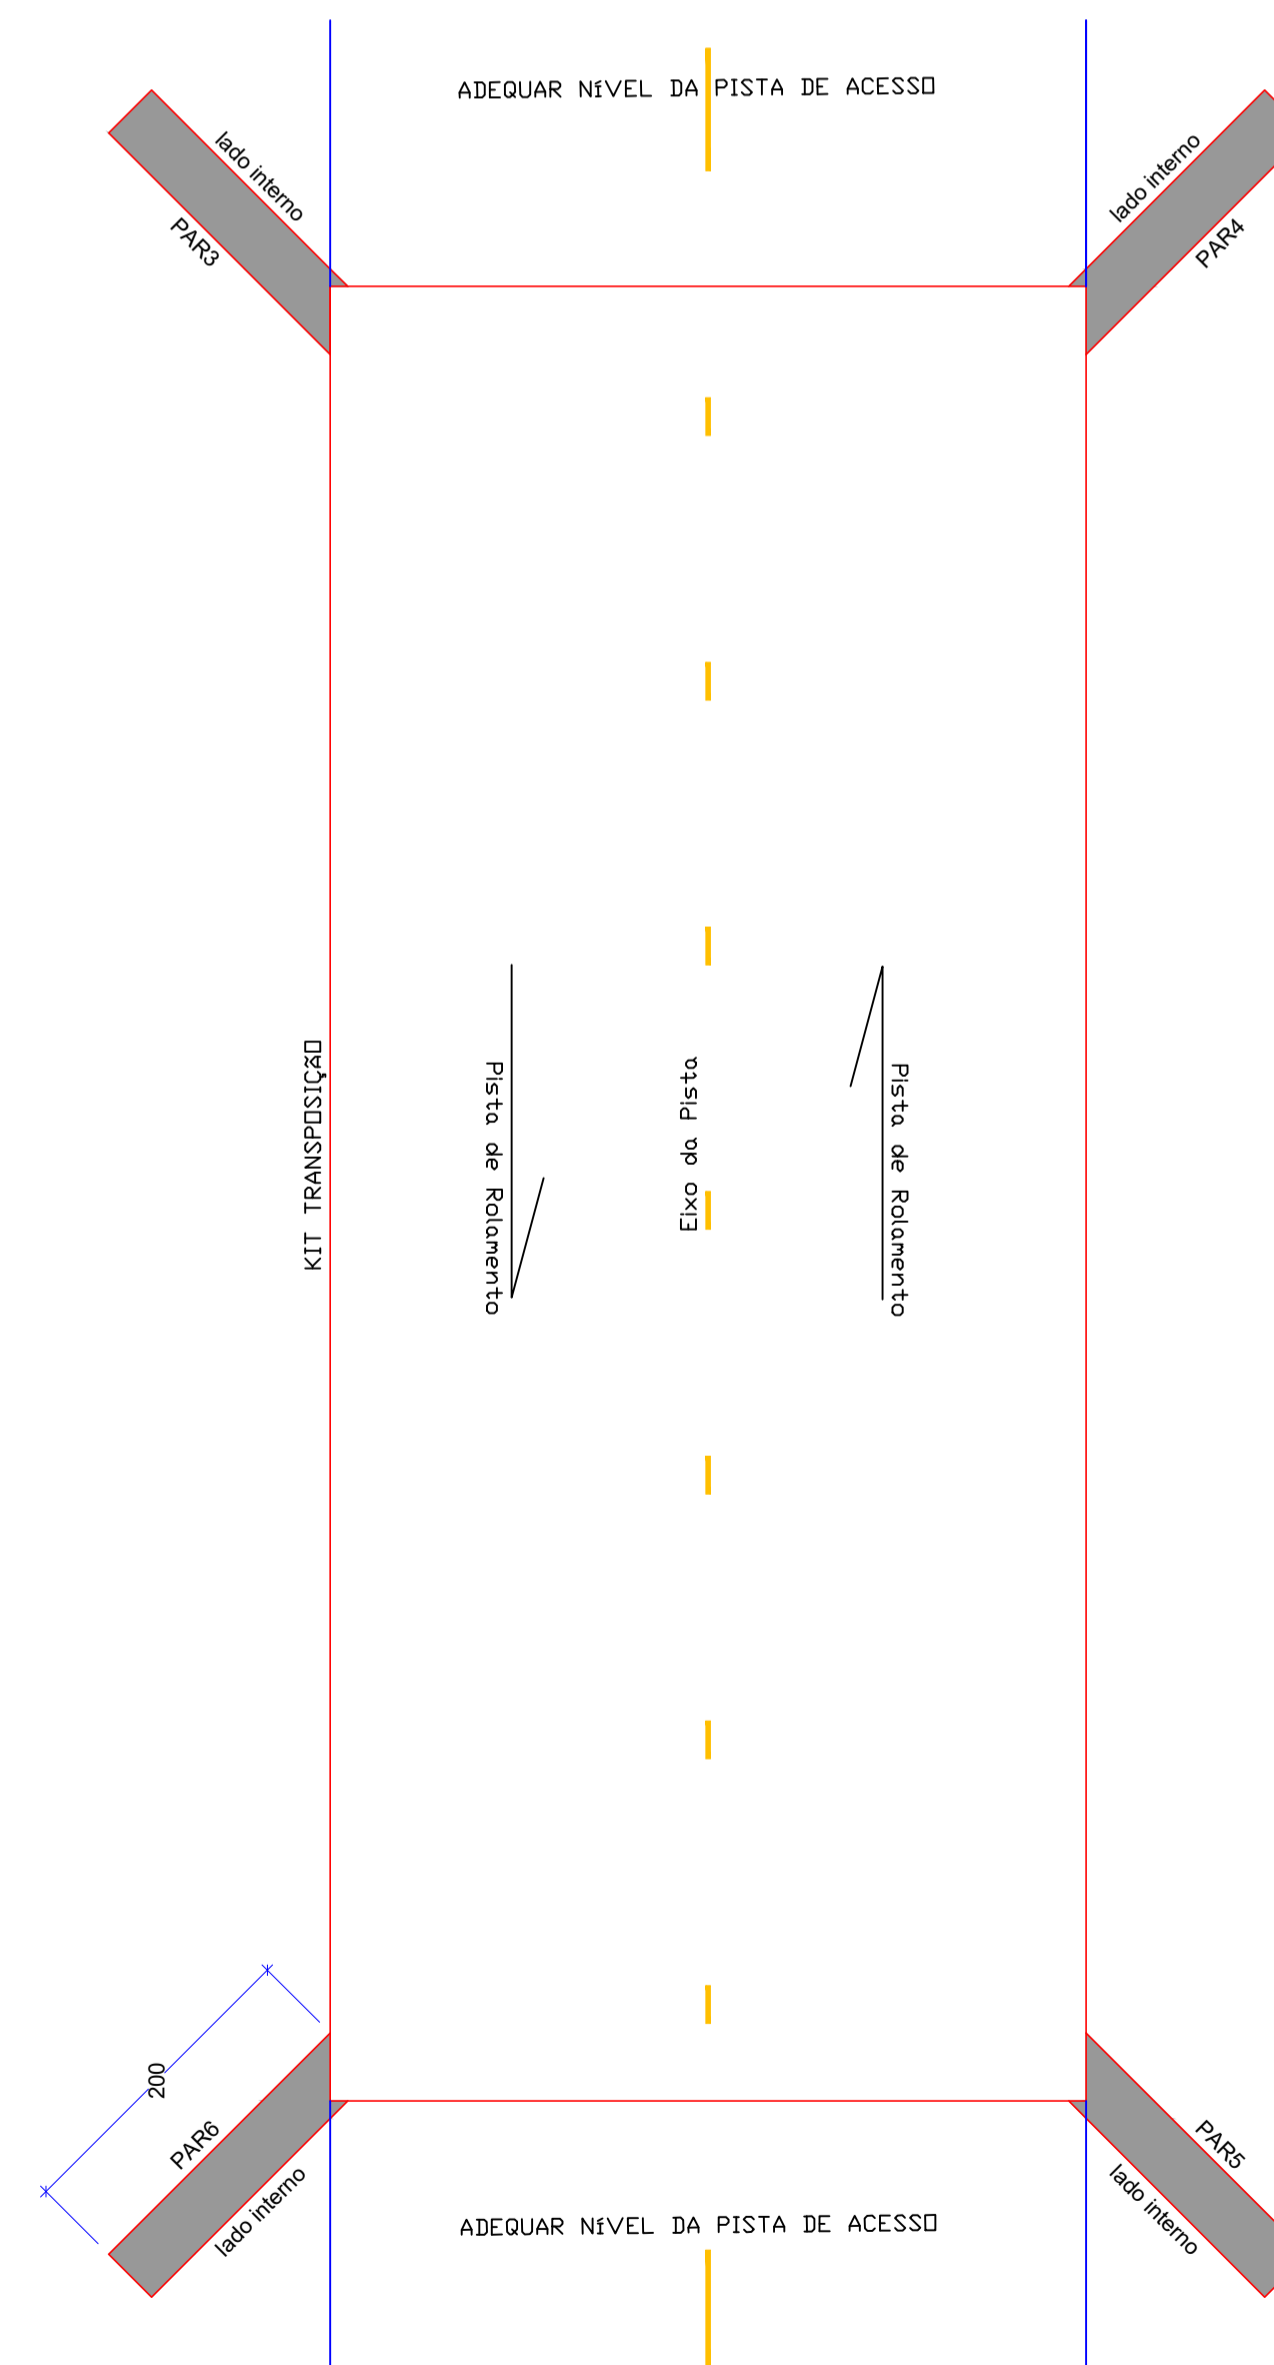 ADEQUAR NíVEL DA PISTA DE ACESSO
lado interno
PAR3
lado interno
PAR4
KIT TRANSPOSIÇÃO
Pista de Rolamento
Eixo da Pista
Pista de Rolamento
200
PAR6
lado interno
PAR5
lado interno
ADEQUAR NíVEL DA PISTA DE ACESSO